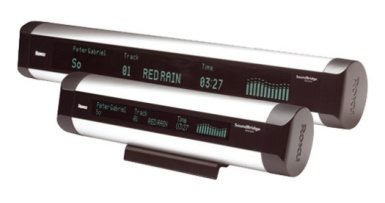 Peter Gabriel Track Time
Roku So 01 RED RAIN 03:27 SoundBridge
Roku
Peter Gabriel Track Time SoundBridge
Roku So 01 RED RAIN 03:27
Roku